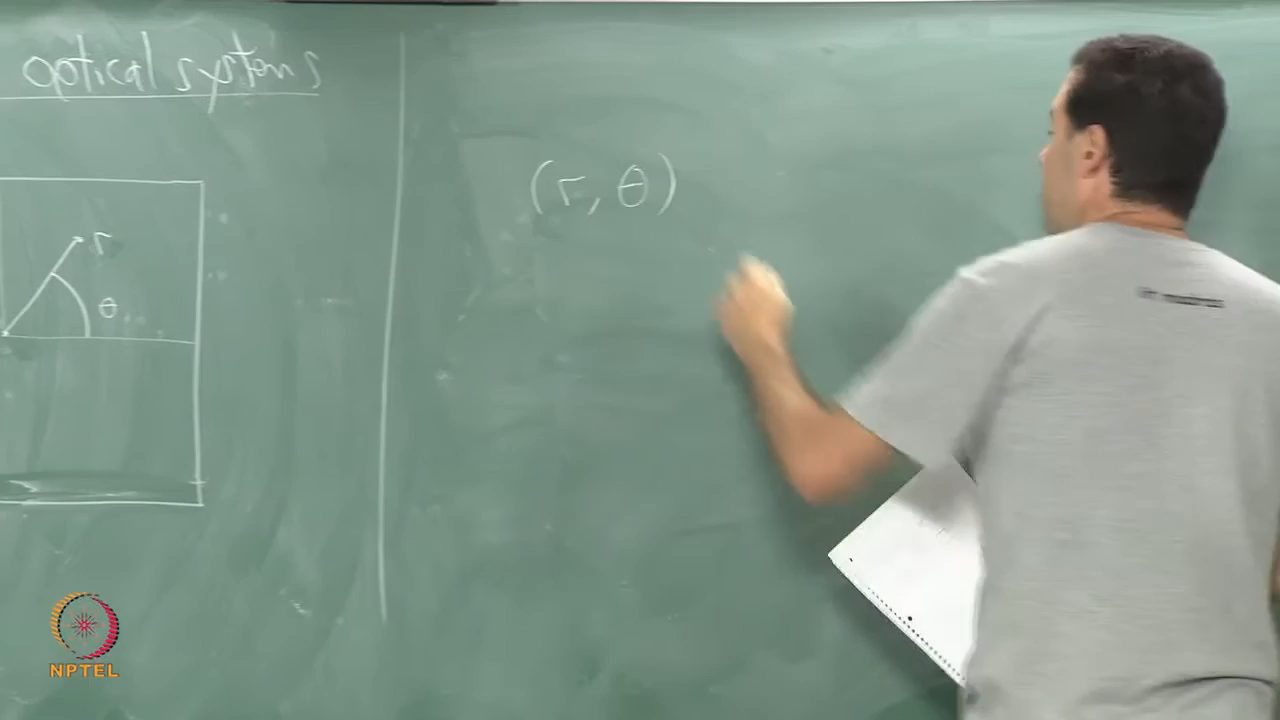 optical systems
(r, θ)
r
θ
NPTEL